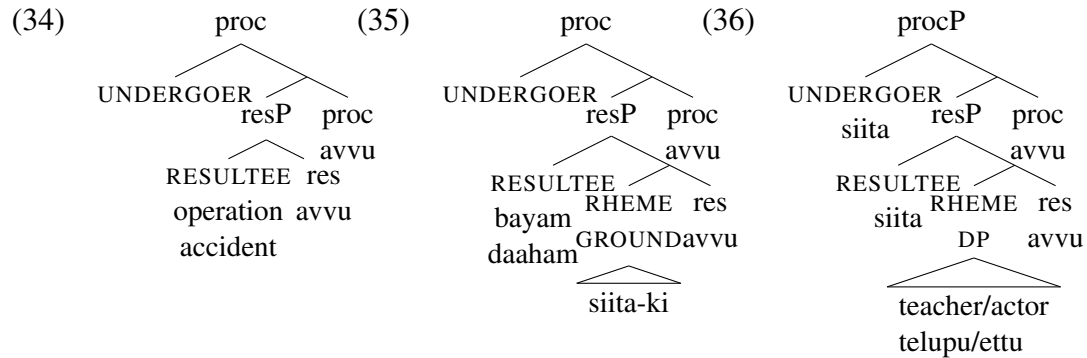 (34) proc (35) proc (36) procP
UNDERGOER UNDERGOER UNDERGOER
resP proc resP proc siita resP proc
avvu avvu avvu
RESULTEE res RESULTEE RHEME res RESULTEE RHEME res
operation avvu bayam GROUND avvu siita DP avvu
accident daaham
siita-ki teacher/actor
telupu/ettu